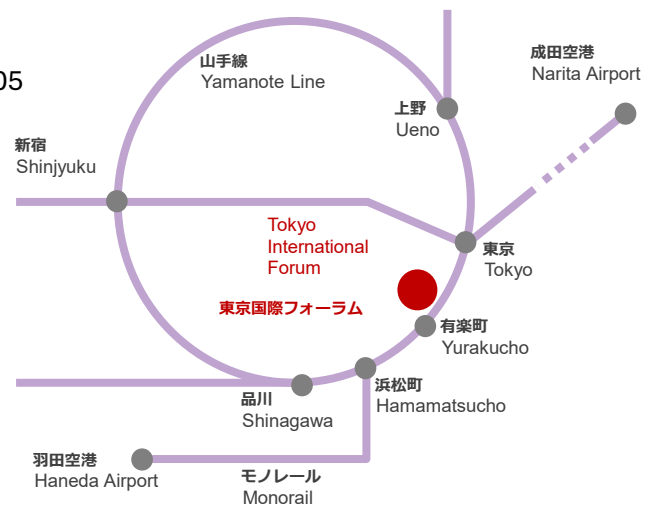 山手線
Yamanote Line
成田空港
Narita Airport
05
上野
Ueno
新宿
Shinjyuku
Tokyo
International
Forum
東京
Tokyo
東京国際フォーラム
有楽町
Yurakucho
浜松町
Hamamatsucho
品川
Shinagawa
羽田空港
Haneda Airport
モノレール
Monorail